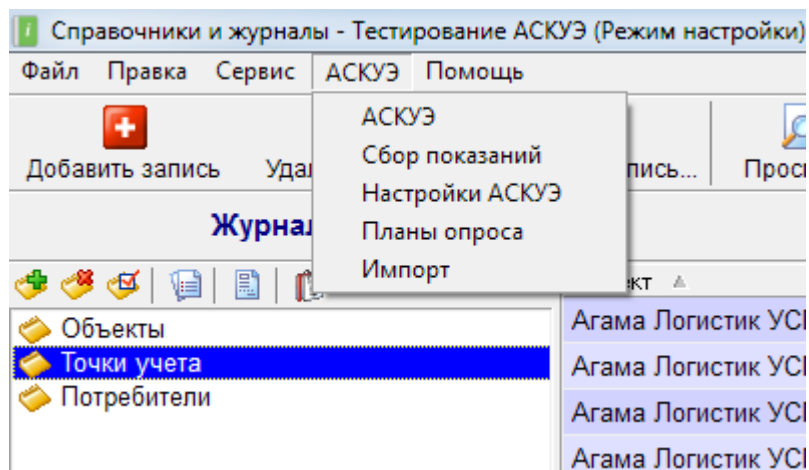 Справочники и журналы - Тестирование АСКУЭ (Режим настройки)
Файл Правка Сервис АСКУЭ Помощь
АСКУЭ
Сбор показаний
Настройки АСКУЭ
Планы опроса
Импорт
Добавить запись
Объекты
Точки учета
Потребители
Агама Логистик
Агама Логистик
Агама Логистик
Агама Логистик